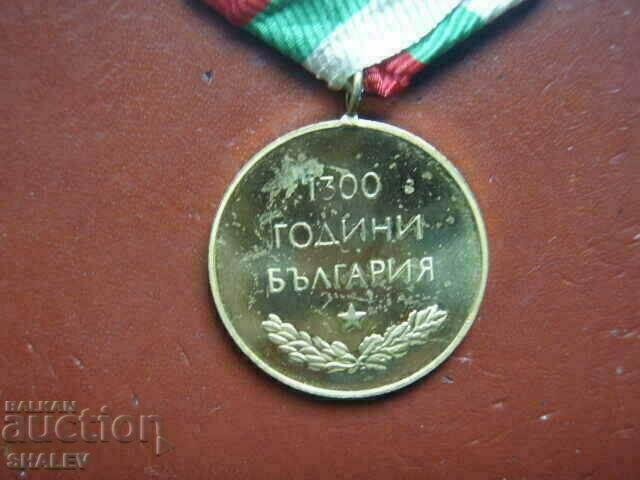 1300
ГОДИНИ
БЪЛГАРИЯ
BALKAN
auction
SHALEV